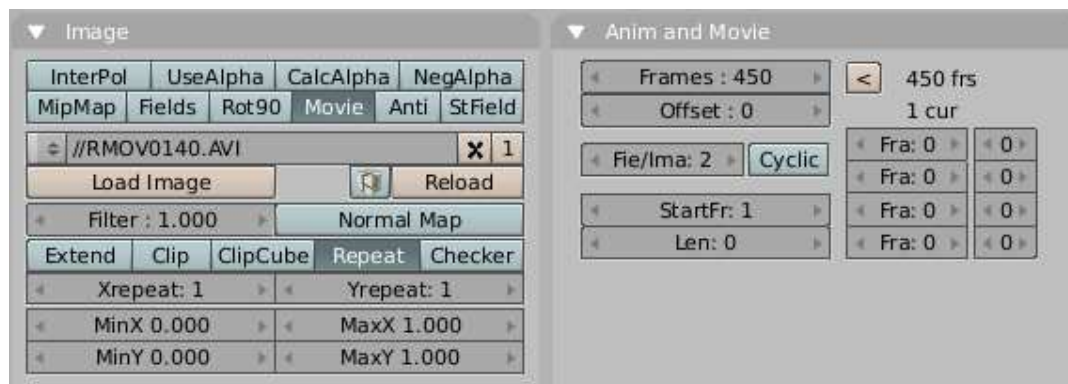 Image
InterPol UseAlpha CalcAlpha NegAlpha
MipMap Fields Rot90 Movie Anti StField
//RMOV0140.AVI X 1
Load Image Reload
Filter : 1.000 Normal Map
Extend Clip ClipCube Repeat Checker
Xrepeat: 1 Yrepeat: 1
MinX 0.000 MaxX 1.000
MinY 0.000 MaxY 1.000
Anim and Movie
Frames : 450 < 450 frs
Offset : 0 1 cur
Fie/Ima: 2 Cyclic
Fra: 0 0
Fra: 0 0
StartFr: 1 Fra: 0 0
Len: 0 Fra: 0 0